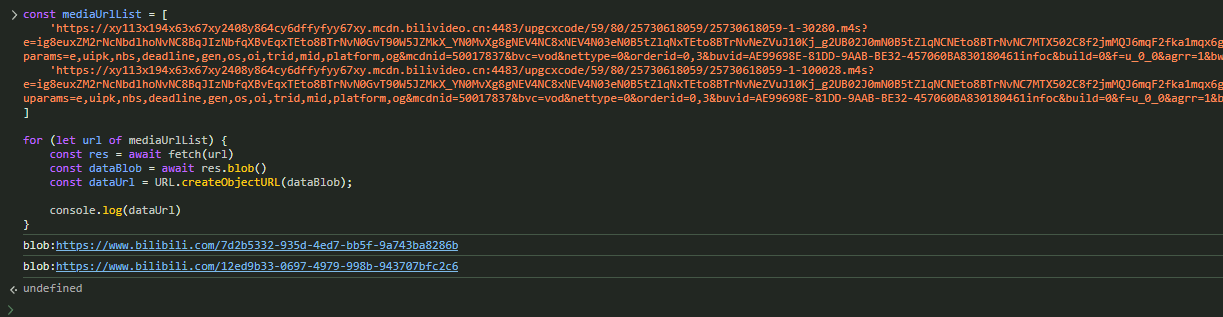 const mediaUrlList = [
'https://xy113x194x63x67xy2408y864cy6dffyfyy67xy.mcdn.bilivideo.cn:4483/upgcxcode/59/80/25730618059/25730618059-1-30280.m4s?
e=ig8euxZM2rNcNbdlhoNvNC8BqJIzNbfqXBvEqxTEto8BTrNvN0GvT90W5JZMkX_YN0MvXg8gNEV4NC8xNEV4N03eN0B5tZlqNxTEto8BTrNvNeZVuJ10Kj_g2UB02J0mN0B5tZlqNCNEto8BTrNvNC7MTX502C8f2jmMQJ6mqF2fka1mqx6g
params=e,uipk,nbs,deadline,gen,os,oi,trid,mid,platform,og&mcdnid=50017837&bvc=vod&nettype=0&orderid=0,3&buvid=AE99698E-81DD-9AAB-BE32-457060BA830180461infoc&build=0&f=u_0_0&agrr=1&bw
'https://xy113x194x63x67xy2408y864cy6dffyfyy67xy.mcdn.bilivideo.cn:4483/upgcxcode/59/80/25730618059/25730618059-1-100028.m4s?
e=ig8euxZM2rNcNbdlhoNvNC8BqJIzNbfqXBvEqxTEto8BTrNvN0GvT90W5JZMkX_YN0MvXg8gNEV4NC8xNEV4N03eN0B5tZlqNxTEto8BTrNvNeZVuJ10Kj_g2UB02J0mN0B5tZlqNCNEto8BTrNvNC7MTX502C8f2jmMQJ6mqF2fka1mqx6g
uparams=e,uipk,nbs,deadline,gen,os,oi,trid,mid,platform,og&mcdnid=50017837&bvc=vod&nettype=0&orderid=0,3&buvid=AE99698E-81DD-9AAB-BE32-457060BA830180461infoc&build=0&f=u_0_0&agrr=1&b
]
for (let url of mediaUrlList) {
const res = await fetch(url)
const dataBlob = await res.blob()
const dataUrl = URL.createObjectURL(dataBlob);
console.log(dataUrl)
}
blob:https://www.bilibili.com/7d2b5332-935d-4ed7-bb5f-9a743ba8286b
blob:https://www.bilibili.com/12ed9b33-0697-4979-998b-943707bfc2c6
undefined